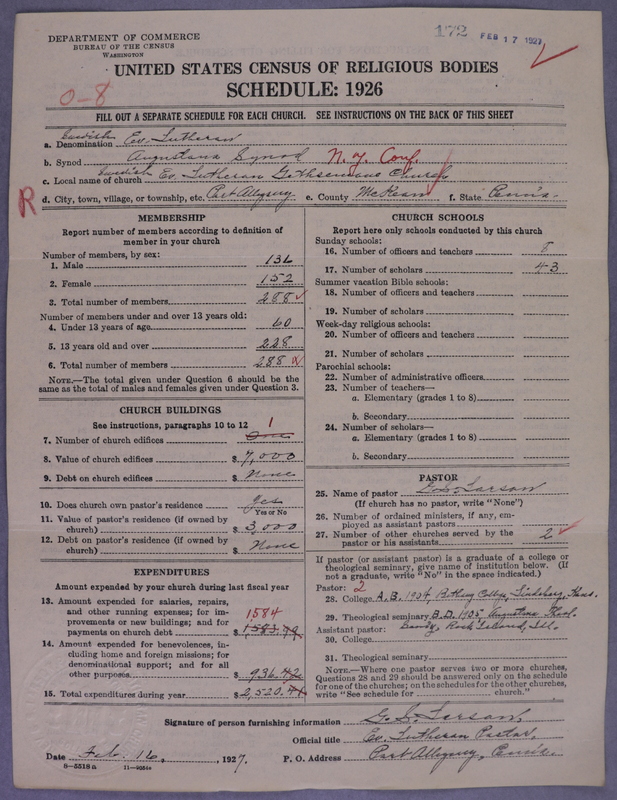 DEPARTMENT OF COMMERCE
BUREAU OF THE CENSUS
WASHINGTON
172 FEB 17 1927
UNITED STATES CENSUS OF RELIGIOUS BODIES
SCHEDULE: 1926
0-8
FILL OUT A SEPARATE SCHEDULE FOR EACH CHURCH. SEE INSTRUCTIONS ON THE BACK OF THIS SHEET
a. Denomination Swedish Ev. Lutheran
b. Synod Augustana Synod N.Y. Conf.
c. Local name of church Swedish Ev. Lutheran Gethsemane Church
R
d. City, town, village, or township, etc. Port Allegany e. County McKean f. State Penn'a.
MEMBERSHIP
Report number of members according to definition of
member in your church
Number of members, by sex:
1. Male 136
2. Female 152
3. Total number of members 288
Number of members under and over 13 years old:
4. Under 13 years of age 60
5. 13 years old and over 228
6. Total number of members 288
NOTE.—The total given under Question 6 should be the
same as the total of males and females given under Question 3.
CHURCH BUILDINGS
See instructions, paragraphs 10 to 12
7. Number of church edifices One 1
8. Value of church edifices $ 7,000
9. Debt on church edifices $ None
10. Does church own pastor's residence Yes
Yes or No
11. Value of pastor's residence (if owned by
church) $ 3,000
12. Debt on pastor's residence (if owned by
church) $ None
EXPENDITURES
Amount expended by your church during last fiscal year
13. Amount expended for salaries, repairs,
and other running expenses; for im-
provements or new buildings; and for
payments on church debt 1584 $ 1,583.99
14. Amount expended for benevolences, in-
cluding home and foreign missions; for
denominational support; and for all
other purposes $ 936.42
15. Total expenditures during year $ 2,520.41
CHURCH SCHOOLS
Report here only schools conducted by this church
Sunday schools:
16. Number of officers and teachers 8
17. Number of scholars 43
Summer vacation Bible schools:
18. Number of officers and teachers
19. Number of scholars
Week-day religious schools:
20. Number of officers and teachers
21. Number of scholars
Parochial schools:
22. Number of administrative officers
23. Number of teachers—
a. Elementary (grades 1 to 8)
b. Secondary
24. Number of scholars—
a. Elementary (grades 1 to 8)
b. Secondary
PASTOR
25. Name of pastor G. S. Larson
(If church has no pastor, write "None")
26. Number of ordained ministers, if any, em-
ployed as assistant pastors
27. Number of other churches served by the
pastor or his assistants 2
If pastor (or assistant pastor) is a graduate of a college or
theological seminary, give name of institution below. (If
not a graduate, write "No" in the space indicated.)
Pastor: 2
28. College A.B. Bethany College, Lindsborg, Kans.
29. Theological seminary B.D. Augustana Theol.
Assistant pastor: Rock Island, Ill.
30. College
31. Theological seminary
NOTE.—Where one pastor serves two or more churches,
Questions 28 and 29 should be answered only on the schedule
for one of the churches; on the schedules for the other churches,
write "See schedule for church."
Signature of person furnishing information G. S. Larson,
Official title Ev. Lutheran Pastor,
Date Feb. 16, , 1927. P. O. Address Port Allegany, Penn'a.
8—5518 a